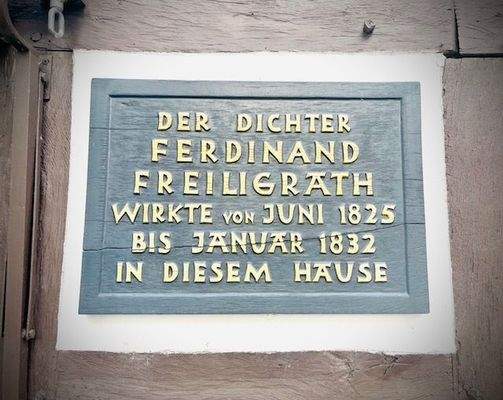 DER DICHTER
FERDINAND
FREILIGRATH
WIRKTE VON JUNI 1825
BIS JANUAR 1832
IN DIESEM HAUSE